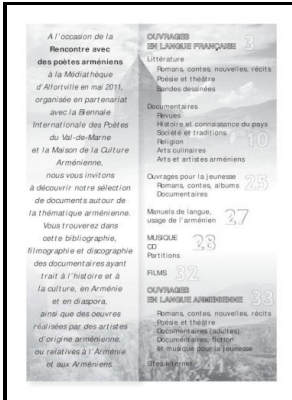 A l'occasion de la
Rencontre avec
des poètes arméniens
à la Médiathèque
d'Alfortville en mai 2011,
organisée en partenariat
avec la Biennale
Internationale des Poètes
du Val-de-Marne
et la Maison de la Culture
Arménienne,
nous vous invitons
à découvrir notre sélection
de documents autour de
la thématique arménienne.
Vous trouverez dans
cette bibliographie,
filmographie et discographie
des documentaires ayant
trait à l'histoire et à
la culture, en Arménie
et en diaspora,
ainsi que des oeuvres
réalisées par des artistes
d'origine arménienne,
ou relatives à l'Arménie
et aux Arméniens.
OUVRAGES
EN LANGUE FRANÇAISE 3
Littérature
Romans, contes, nouvelles, récits
Poésie et théâtre
Bandes dessinées
Documentaires
Revues
Histoire et connaissance du pays
Société et traditions
Religion 10
Arts culinaires
Arts et artistes arméniens
Ouvrages pour la jeunesse 25
Romans, contes, albums
Documentaires
Manuels de langue,
usage de l'arménien 27
MUSIQUE 28
CD
Partitions
FILMS 32
OUVRAGES
EN LANGUE ARMENIENNE 33
Romans, contes, nouvelles, récits
Poésie et théâtre
Documentaires (adultes)
Documentaires, fiction
et musique pour la jeunesse
Sites Internet 41